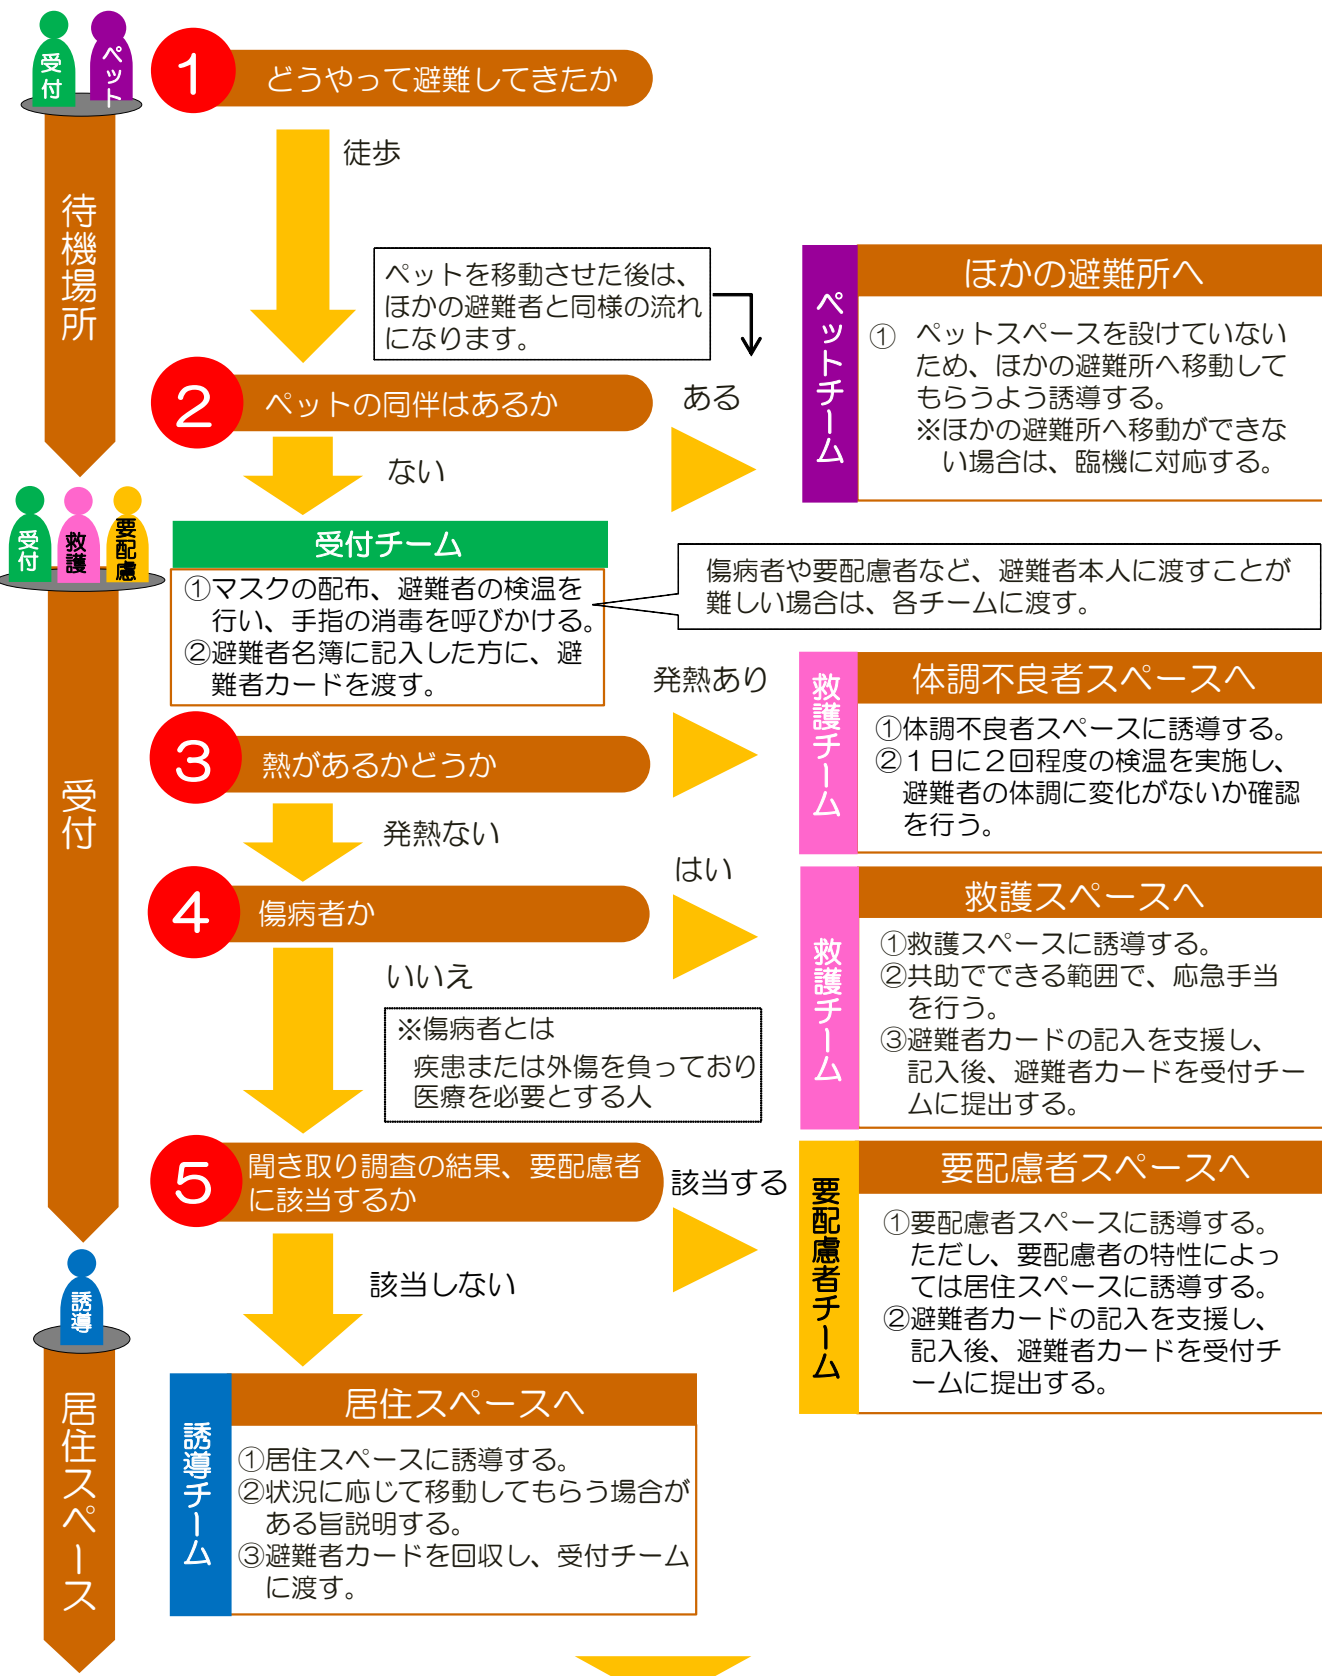 受付
ペット
1
どうやって避難してきたか
徒歩
待機場所
ペットを移動させた後は、
ほかの避難者と同様の流れ
になります。
2
ペットの同伴はあるか
ある
ない
ペットチーム
ほかの避難所へ
① ペットスペースを設けていない
ため、ほかの避難所へ移動して
もらうよう誘導する。
※ほかの避難所へ移動ができな
い場合は、臨機に対応する。
受付
救護
要配慮
受付チーム
①マスクの配布、避難者の検温を
行い、手指の消毒を呼びかける。
②避難者名簿に記入した方に、避
難者カードを渡す。
傷病者や要配慮者など、避難者本人に渡すことが
難しい場合は、各チームに渡す。
受付
3
熱があるかどうか
発熱あり
発熱ない
救護チーム
体調不良者スペースへ
①体調不良者スペースに誘導する。
②１日に２回程度の検温を実施し、
避難者の体調に変化がないか確認
を行う。
4
傷病者か
はい
いいえ
※傷病者とは
疾患または外傷を負っており
医療を必要とする人
救護チーム
救護スペースへ
①救護スペースに誘導する。
②共助でできる範囲で、応急手当
を行う。
③避難者カードの記入を支援し、
記入後、避難者カードを受付チー
ムに提出する。
5
聞き取り調査の結果、要配慮者
に該当するか
該当する
該当しない
要配慮者チーム
要配慮者スペースへ
①要配慮者スペースに誘導する。
ただし、要配慮者の特性によっ
ては居住スペースに誘導する。
②避難者カードの記入を支援し、
記入後、避難者カードを受付チ
ームに提出する。
誘導
居住スペース
誘導チーム
居住スペースへ
①居住スペースに誘導する。
②状況に応じて移動してもらう場合が
ある旨説明する。
③避難者カードを回収し、受付チーム
に渡す。